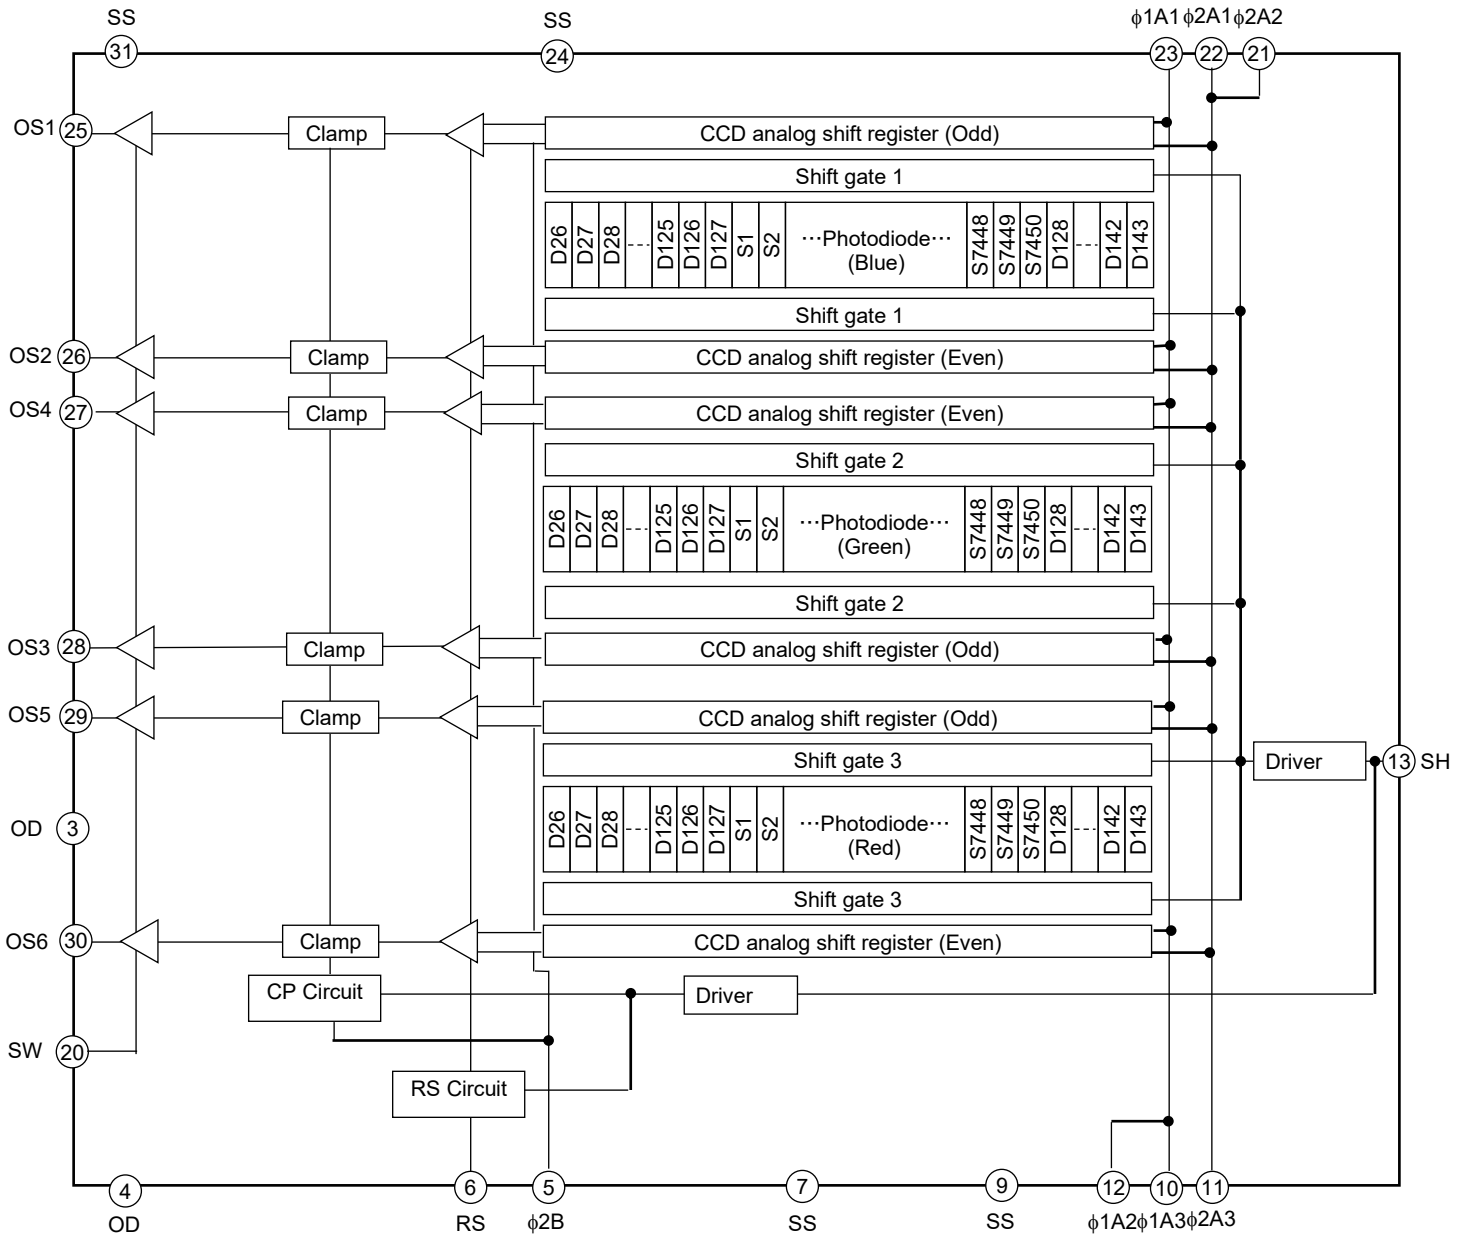 SS
SS
ϕ1A1 ϕ2A1 ϕ2A2
31
24
23
22
21
OS1
25
Clamp
CCD analog shift register (Odd)
Shift gate 1
D26
D27
D28
D125
D126
D127
S1
S2
···Photodiode···
(Blue)
S7448
S7449
S7450
D128
D142
D143
Shift gate 1
OS2
26
Clamp
CCD analog shift register (Even)
OS4
27
Clamp
CCD analog shift register (Even)
Shift gate 2
D26
D27
D28
D125
D126
D127
S1
S2
···Photodiode···
(Green)
S7448
S7449
S7450
D128
D142
D143
Shift gate 2
OS3
28
Clamp
CCD analog shift register (Odd)
OS5
29
Clamp
CCD analog shift register (Odd)
Shift gate 3
Driver
13
SH
OD
3
D26
D27
D28
D125
D126
D127
S1
S2
···Photodiode···
(Red)
S7448
S7449
S7450
D128
D142
D143
Shift gate 3
OS6
30
Clamp
CCD analog shift register (Even)
CP Circuit
Driver
SW
20
RS Circuit
4
6
5
7
9
12
10
11
OD
RS
ϕ2B
SS
SS
ϕ1A2 ϕ1A3 ϕ2A3